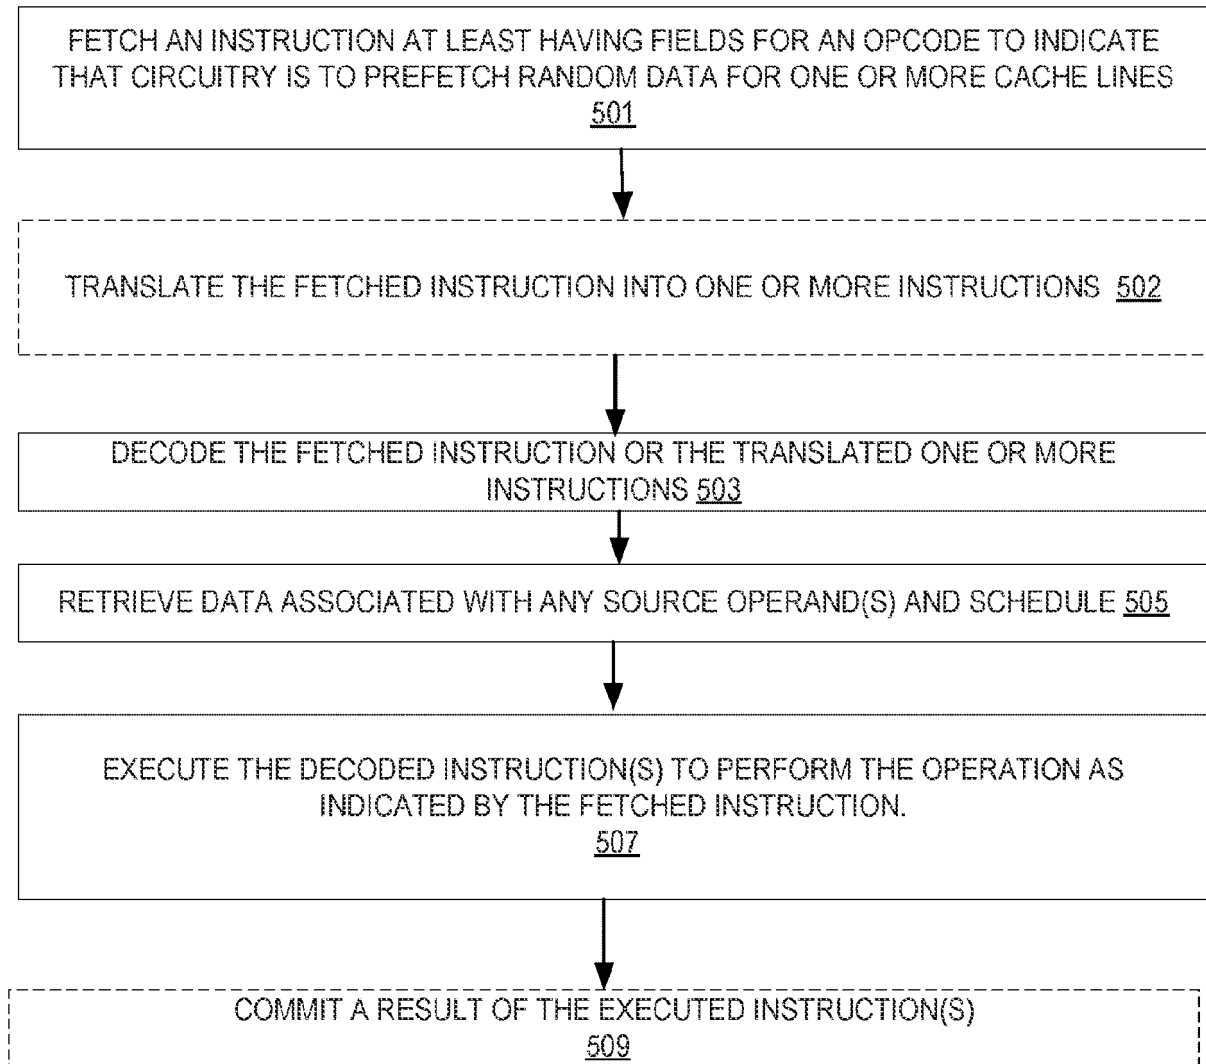 FETCH AN INSTRUCTION AT LEAST HAVING FIELDS FOR AN OPCODE TO INDICATE
THAT CIRCUITRY IS TO PREFETCH RANDOM DATA FOR ONE OR MORE CACHE LINES
501
TRANSLATE THE FETCHED INSTRUCTION INTO ONE OR MORE INSTRUCTIONS 502
DECODE THE FETCHED INSTRUCTION OR THE TRANSLATED ONE OR MORE
INSTRUCTIONS 503
RETRIEVE DATA ASSOCIATED WITH ANY SOURCE OPERAND(S) AND SCHEDULE 505
EXECUTE THE DECODED INSTRUCTION(S) TO PERFORM THE OPERATION AS
INDICATED BY THE FETCHED INSTRUCTION.
507
COMMIT A RESULT OF THE EXECUTED INSTRUCTION(S)
509